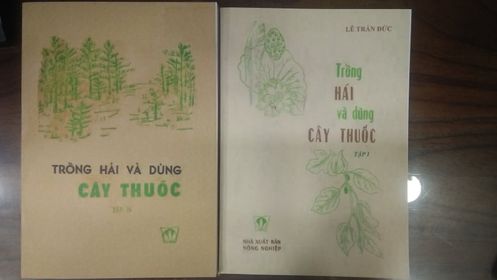 TRỒNG HÁI VÀ DÙNG
CÂY THUỐC
LÊ TRẦN ĐỨC
Trồng
HÁI
và dùng
CÂY THUỐC
TẬP I
NHÀ XUẤT BẢN
NÔNG NGHIỆP